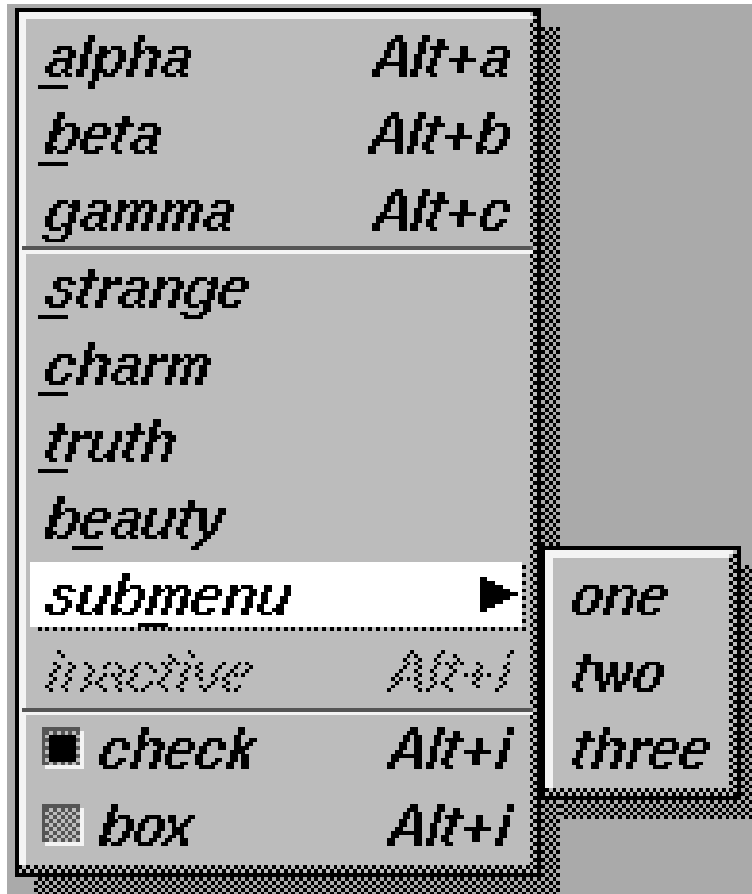 alpha Alt+a
beta Alt+b
gamma Alt+c
strange
charm
truth
beauty
submenu
inactive Alt+i
check Alt+i
box Alt+i
one
two
three